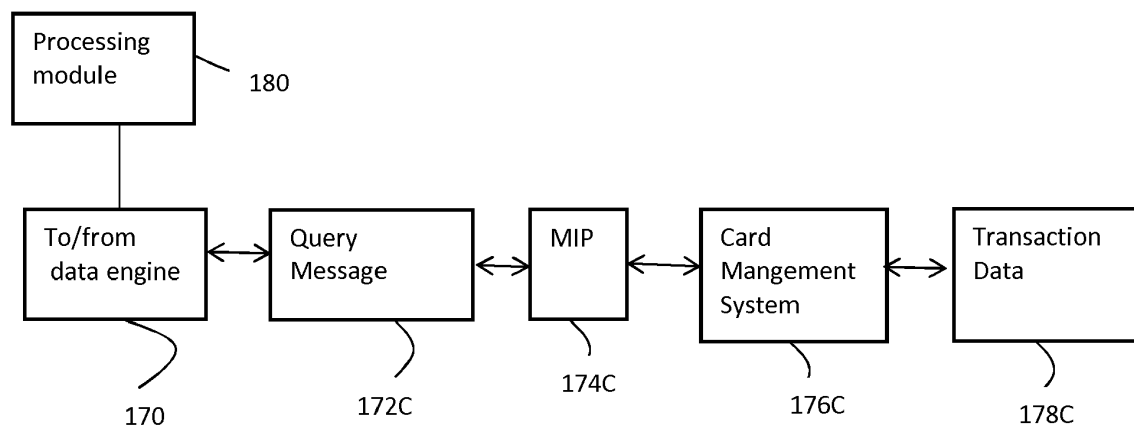 Processing
module
180
To/from
data engine
Query
Message
MIP
Card
Mangement
System
Transaction
Data
170
172C
174C
176C
178C